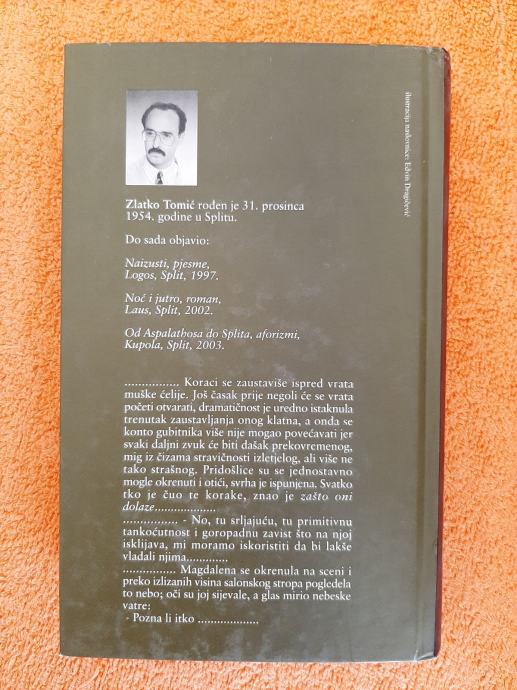 ilustracija naslovnice: Edvin Dragičević
Zlatko Tomić rođen je 31. prosinca
1954. godine u Splitu.
Do sada objavio:
Naizusti, pjesme,
Logos, Split, 1997.
Noć i jutro, roman,
Laus, Split, 2002.
Od Aspalathosa do Splita, aforizmi,
Kupola, Split, 2003.
................ Koraci se zaustaviše ispred vrata
muške ćelije. Još časak prije negoli će se vrata
početi otvarati, dramatičnost je uredno istaknula
trenutak zaustavljanja onog klatna, a onda se
konto gubitnika više nije mogao povećavati jer
svaki daljni zvuk će biti dašak prekovremenog,
mig iz čizama stravičnosti izletjelog, ali više ne
tako strašnog. Pridošlice su se jednostavno
mogle okrenuti i otići, svrha je ispunjena. Svatko
tko je čuo te korake, znao je zašto oni
dolaze..................
................ - No, tu srljajuću, tu primitivnu
tankoćutnost i goropadnu zavist što na njoj
isklijava, mi moramo iskoristiti da bi lakše
vladali njima............
................ Magdalena se okrenula na sceni i
preko izlizanih visina salonskog stropa pogledela
to nebo; oči su joj sijevale, a glas mirio nebeske
vatre:
- Pozna li itko ..................